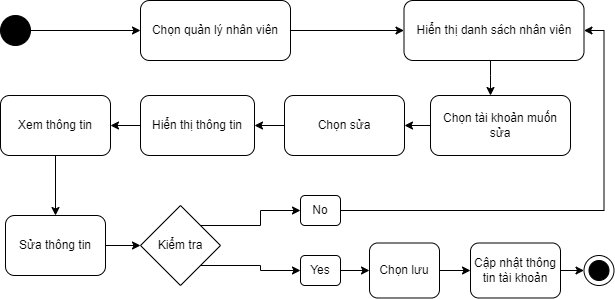 Chọn quản lý nhân viên
Hiển thị danh sách nhân viên
Chọn tài khoản muốn
sửa
Chọn sửa
Hiển thị thông tin
Xem thông tin
Sửa thông tin
Kiểm tra
No
Yes
Chọn lưu
Cập nhật thông
tin tài khoản